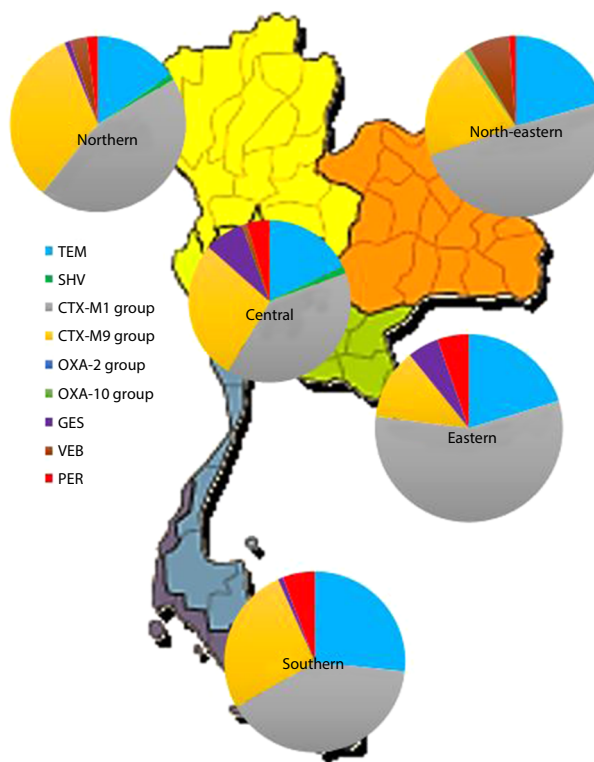 Northern
North-eastern
TEM
SHV
CTX-M1 group
CTX-M9 group
OXA-2 group
OXA-10 group
GES
VEB
PER
Central
Eastern
Southern